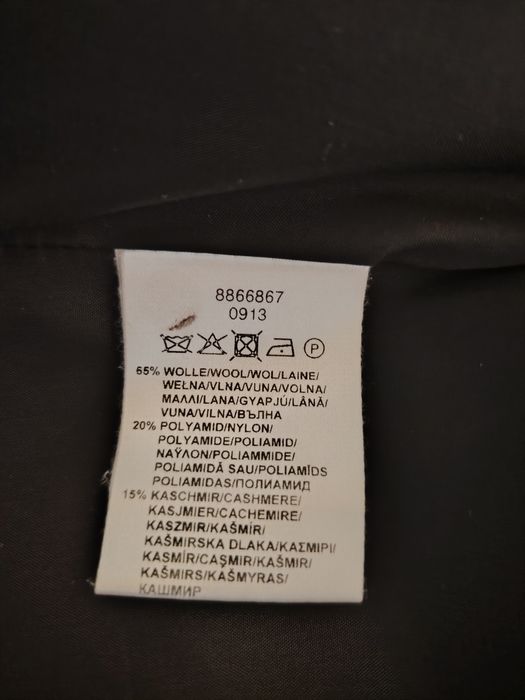 8866867
0913
P
65% WOLLE/WOOL/WOL/LAINE/
WEŁNA/VLNA/VUNA/VOLNA/
ΜΑΛΛΙ/LANA/GYAPJÚ/LÂNĂ/
VUNA/VILNA/ВЪЛНА
20% POLYAMID/NYLON/
POLYAMIDE/POLIAMID/
ΝΑΫΛΟΝ/POLIAMMIDE/
POLIAMIDĂ SAU/POLIAMĪDS
POLIAMIDAS/ПОЛИАМИД
15% KASCHMIR/CASHMERE/
KASJMIER/CACHEMIRE/
KASZMIR/KAŠMÍR/
KAŠMIRSKA DLAKA/ΚΑΣΜΙΡΙ/
KASMÍR/CAŞMIR/KAŠMIR/
KAŠMIRS/KAŠMYRAS/
КАШМИР